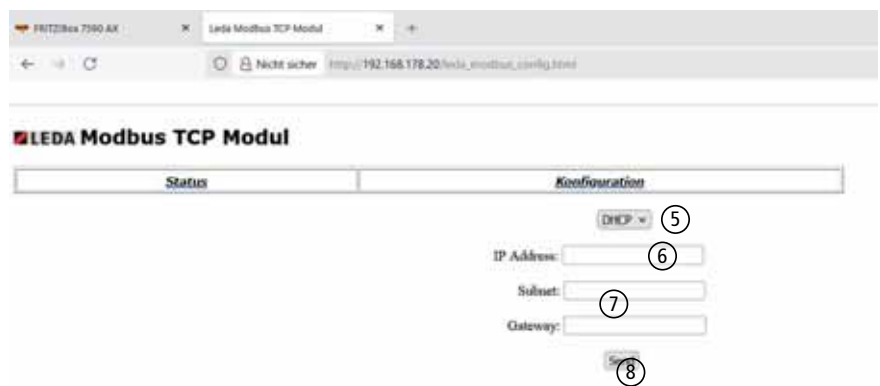 FRITZ!Box 7590 AX
Leda Modbus TCP Modul
Nicht sicher http://192.168.178.20/leda_modbus_config.html
LEDA Modbus TCP Modul
Status Konfiguration
DHCP 5
IP Address: 6
Subnet:
7
Gateway:
Send
8